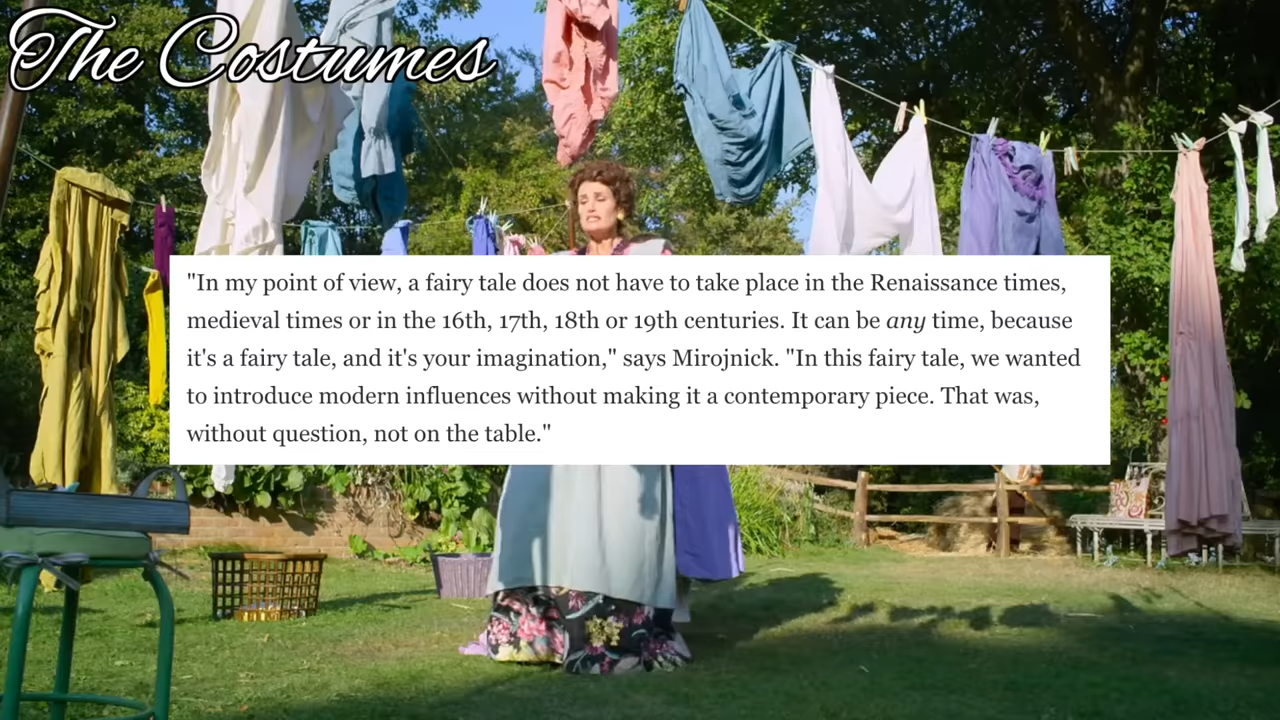 The Costumes
"In my point of view, a fairy tale does not have to take place in the Renaissance times,
medieval times or in the 16th, 17th, 18th or 19th centuries. It can be any time, because
it's a fairy tale, and it's your imagination," says Mirojnick. "In this fairy tale, we wanted
to introduce modern influences without making it a contemporary piece. That was,
without question, not on the table."